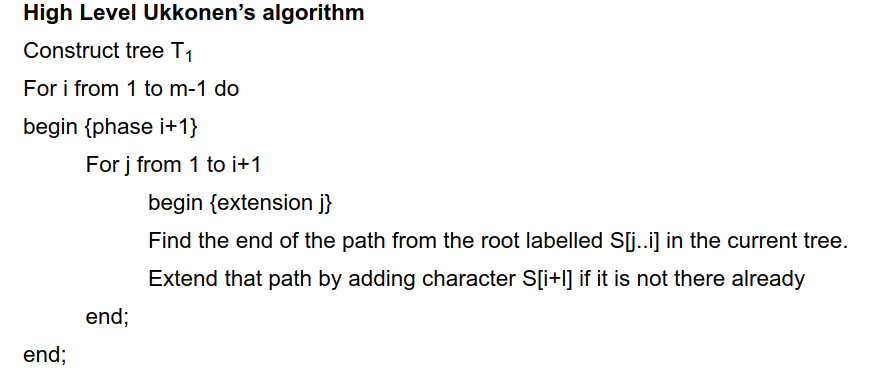 High Level Ukkonen’s algorithm
Construct tree T₁
For i from 1 to m-1 do
begin {phase i+1}
For j from 1 to i+1
begin {extension j}
Find the end of the path from the root labelled S[j..i] in the current tree.
Extend that path by adding character S[i+l] if it is not there already
end;
end;